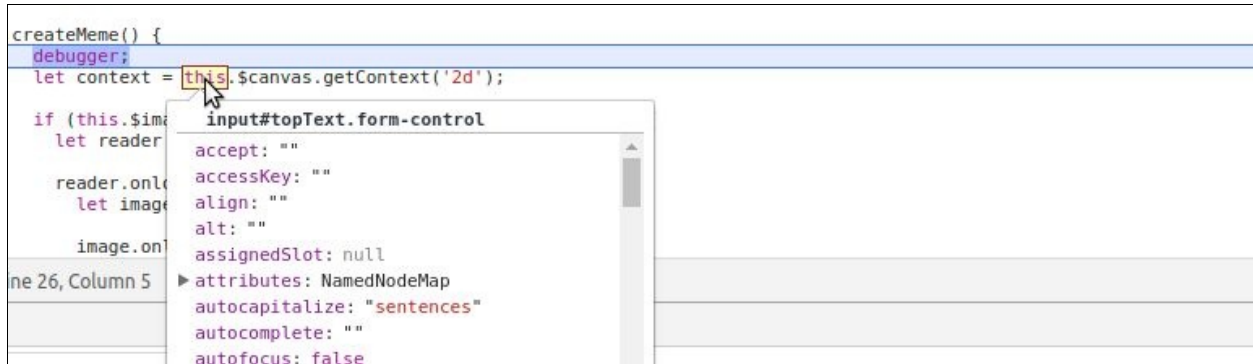 createMeme() {
debugger;
let context = this.$canvas.getContext('2d');
if (this.$ima
let reader
reader.onlo
let image
image.onl
input#topText.form-control
accept: ""
accessKey: ""
align: ""
alt: ""
assignedSlot: null
attributes: NamedNodeMap
autocapitalize: "sentences"
autocomplete: ""
autofocus: false
ine 26, Column 5